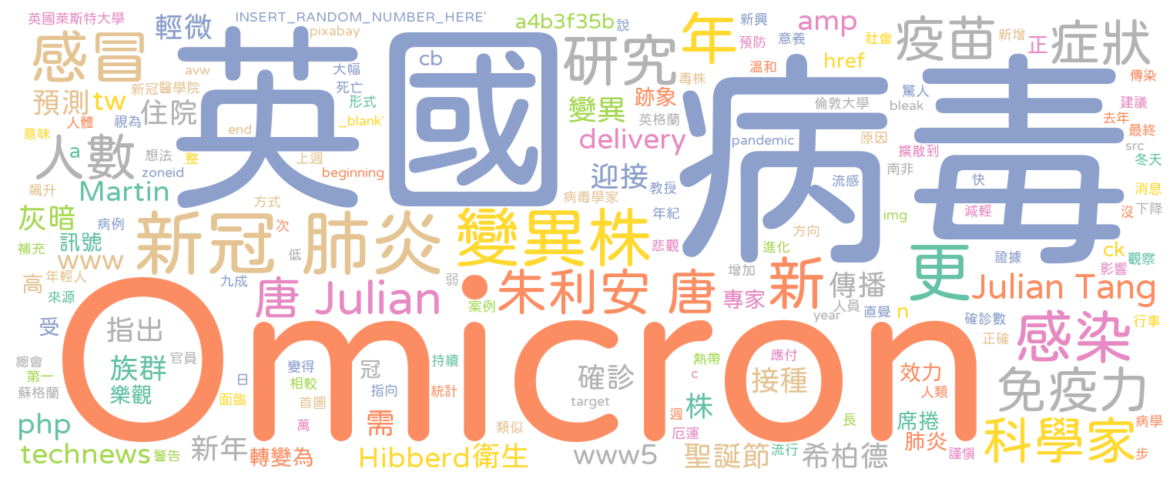 英國萊斯特大學
INSERT_RANDOM_NUMBER_HERE'
輕微
pixabay
a4b3f35b
說
年
新興
預防
意義
amp
社會
疫苗
新增
正
症狀
感冒
英國
病毒
cb
研究
毒株
溫和
href
驚人
傳染
avw
新冠醫學院
大幅
死亡
形式
_blank'
預測
tw
住院
變異
跡象
英格蘭
倫敦大學
bleak
去年
建議
最終
人體
視為
意味
a
人數
想法
整
end
上週
zoneid
beginning
delivery
pandemic
原因
擴散到
src
冬天
飆升
Martin
方式
病毒學家
迎接
教授
流感
南非
快
消息
灰暗
病例
次
年紀
img
減輕
沒
下降
補充
訊號
新冠
肺炎
低
變異株
悲觀
進化
方向
證據
ck
觀察
www
高
年輕人
九成
弱
更
影響
來源
唐
Julian
案例
朱利安
唐
專家
增加
新
傳播
人員
Julian Tang
受
指出
Omicron
year
直覺
n
確診數
行事
正確
感染
總會
第一
蘇格蘭
族群
官員
樂觀
變得
相較
冠
持續
指向
統計
確診
熱帶
c
應付
接種
效力
人類
免疫力
日
面臨
首圖
萬
需
target
株
週
厄運
長
席捲
病學
php
technews
警告
新年
轉變為
類似
Hibberd
衛生
www5
聖誕節
流行
希柏德
肺炎
謹慎
科學家
步